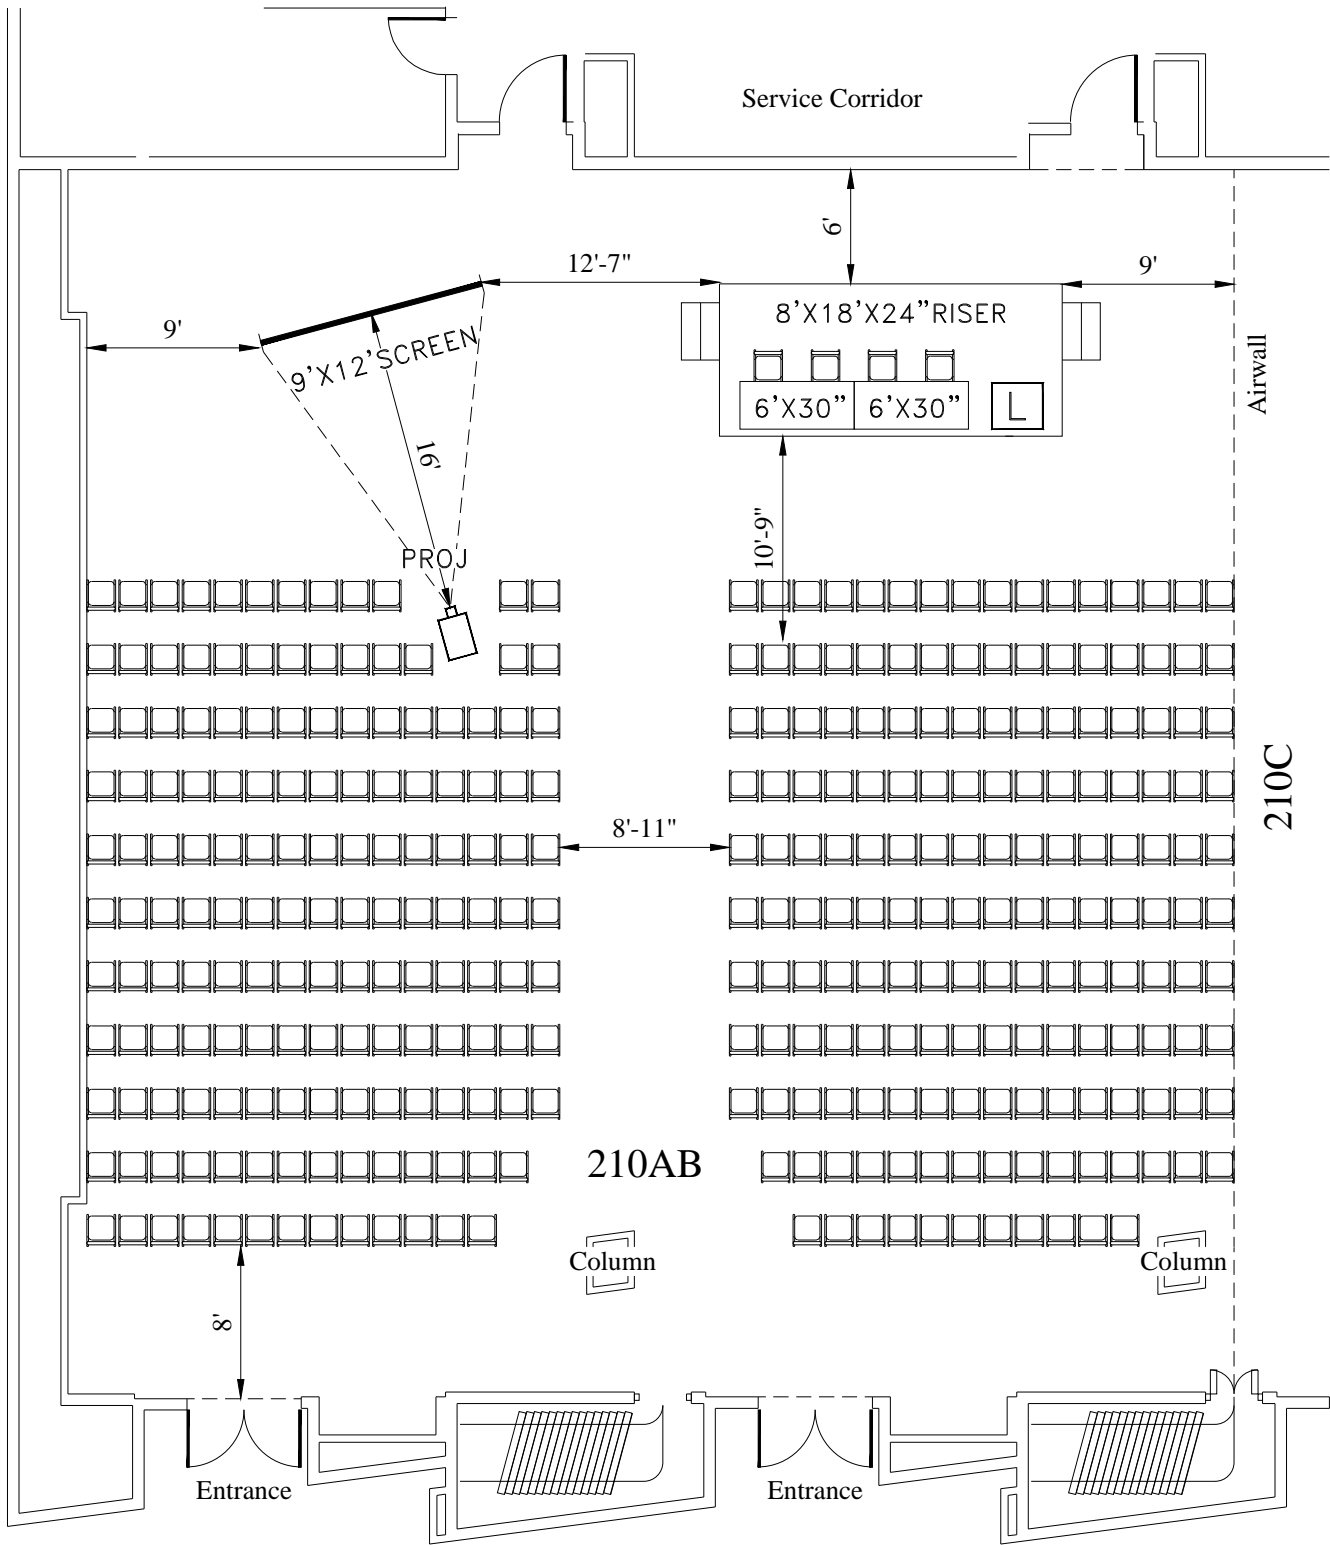 Service Corridor
6'
12'-7"
9'
9'
8'X18'X24"RISER
9'X12'SCREEN
Airwall
6'X30"
6'X30"
L
16'
10'-9"
PROJ
210C
8'-11"
210AB
Column
Column
8'
Entrance
Entrance